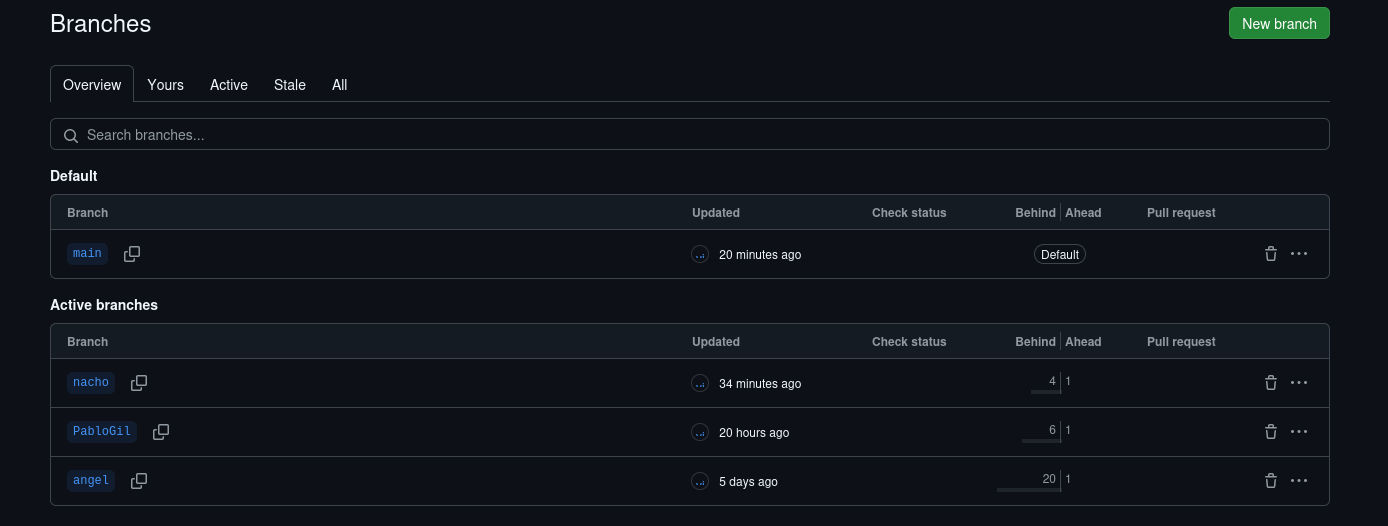 Branches
New branch
Overview Yours Active Stale All
Search branches...
Default
Branch Updated Check status Behind Ahead Pull request
main 20 minutes ago Default
Active branches
Branch Updated Check status Behind Ahead Pull request
nacho 34 minutes ago 4 1
PabloGil 20 hours ago 6 1
angel 5 days ago 20 1